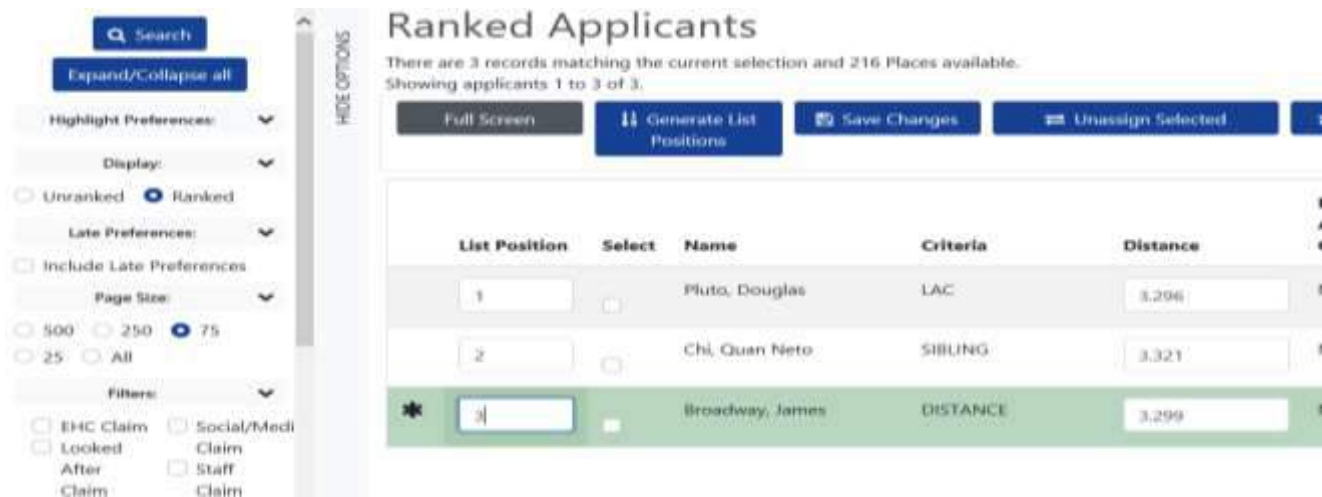 Search
Expand/Collapse all
Highlight Preferences:
Display:
Unranked Ranked
Late Preferences:
Include Late Preferences
Page Size:
500 250 75
25 All
Filters:
EHC Claim Social/Medi
Looked Claim
After Staff
Claim Claim
HIDE OPTIONS
Ranked Applicants
There are 3 records matching the current selection and 216 Places available.
Showing applicants 1 to 3 of 3.
Full Screen Generate List Save Changes Unassign Selected
Positions
List Position Select Name Criteria Distance
1 Pluto, Douglas LAC 3.296
2 Chi, Quan Neto SIBLING 3.321
3 Broadway, James DISTANCE 3.299